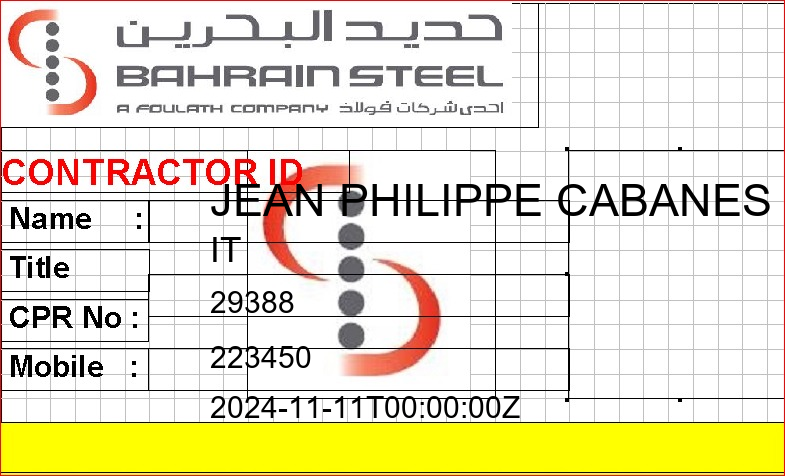 حديد البحرين
BAHRAIN STEEL
A FOULATH COMPANY احدى شركات فولاذ
CONTRACTOR ID
Name : JEAN PHILIPPE CABANES
Title IT
CPR No : 29388
Mobile : 223450
2024-11-11T00:00:00Z